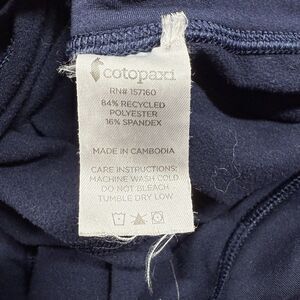 cotopaxi
RN# 157160
84% RECYCLED
POLYESTER
16% SPANDEX
MADE IN CAMBODIA
CARE INSTRUCTIONS:
MACHINE WASH COLD
DO NOT BLEACH
TUMBLE DRY LOW